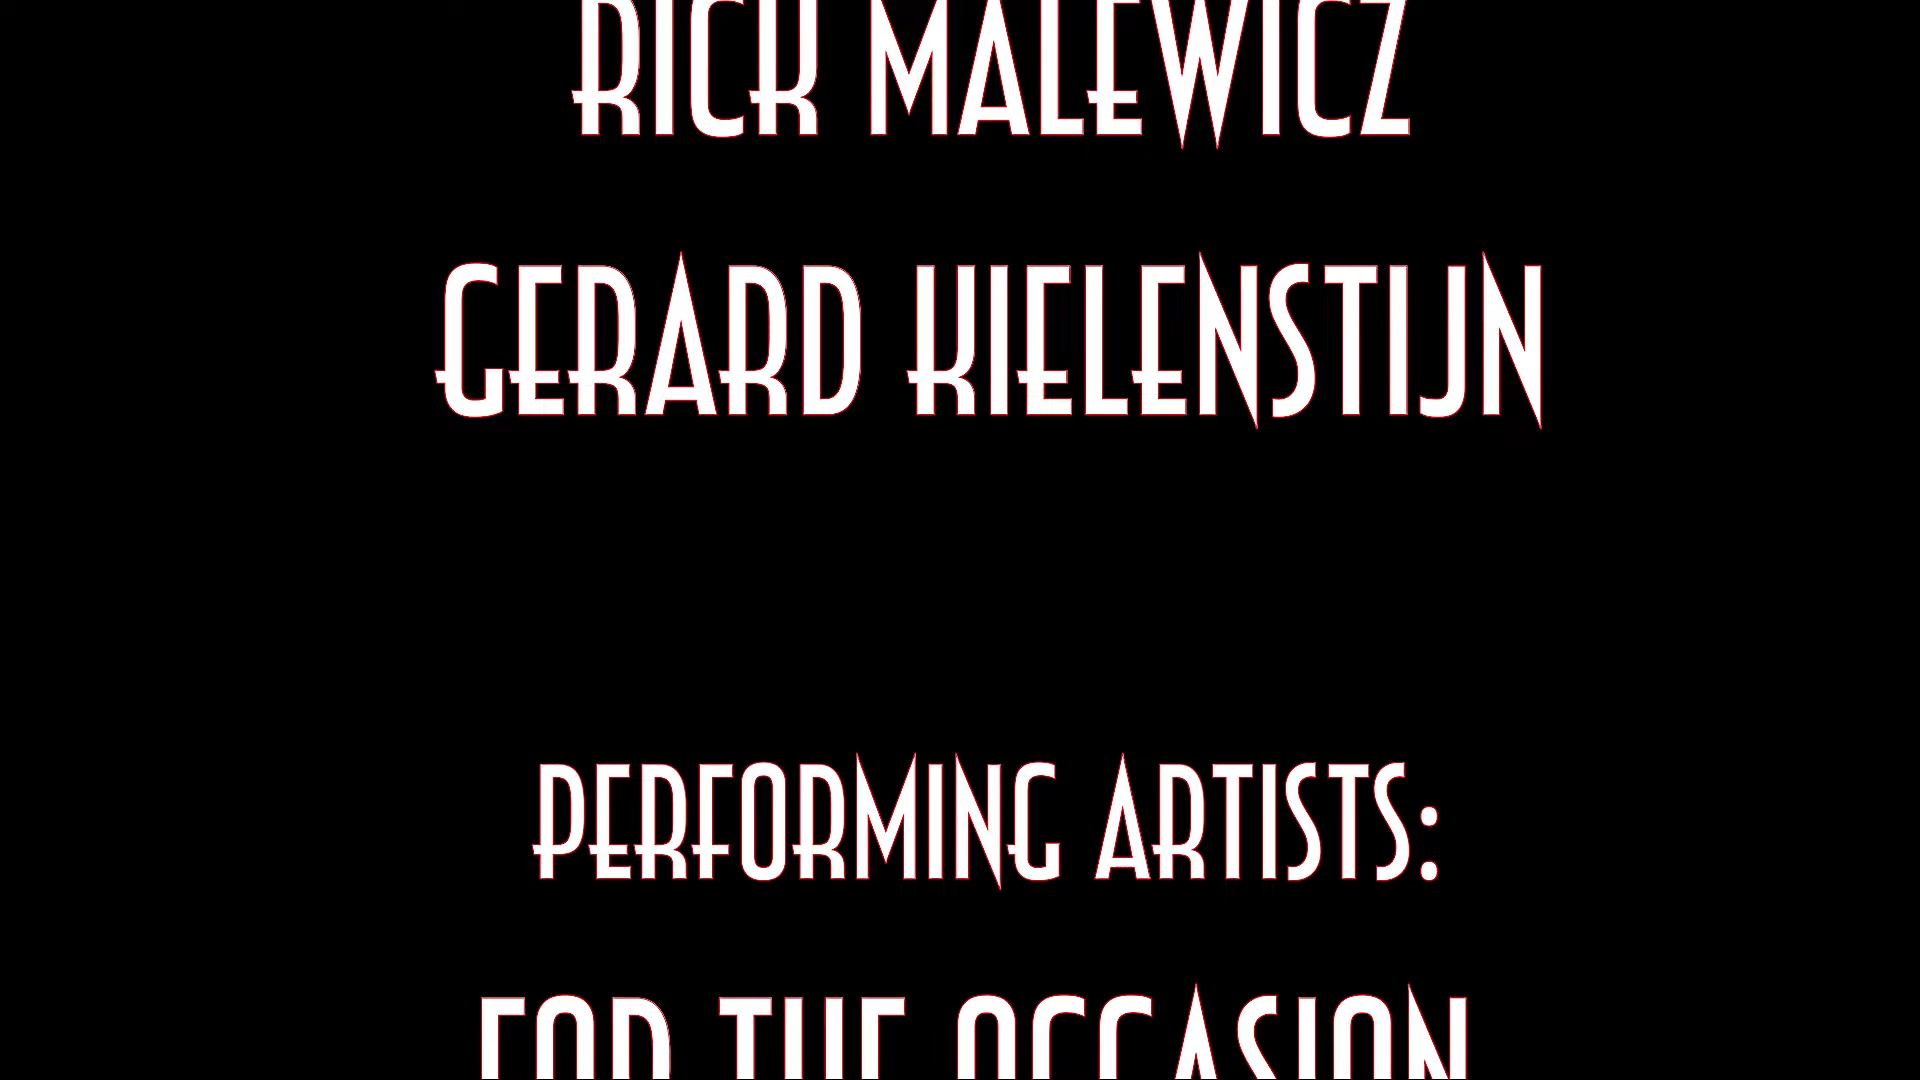 RICK MALEWICZ
GERARD KIELENSTIJN
PERFORMING ARTISTS:
FOR THE OCCASION